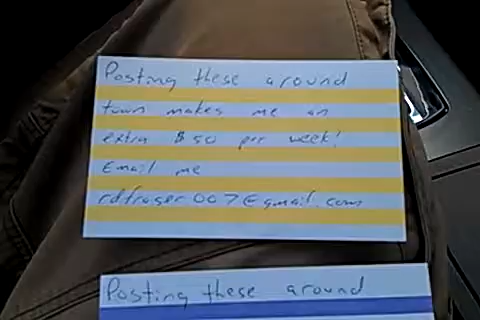 Posting these around
town makes me an
extra $50 per week!
Email me
rdfraser007@gmail.com
Posting these around